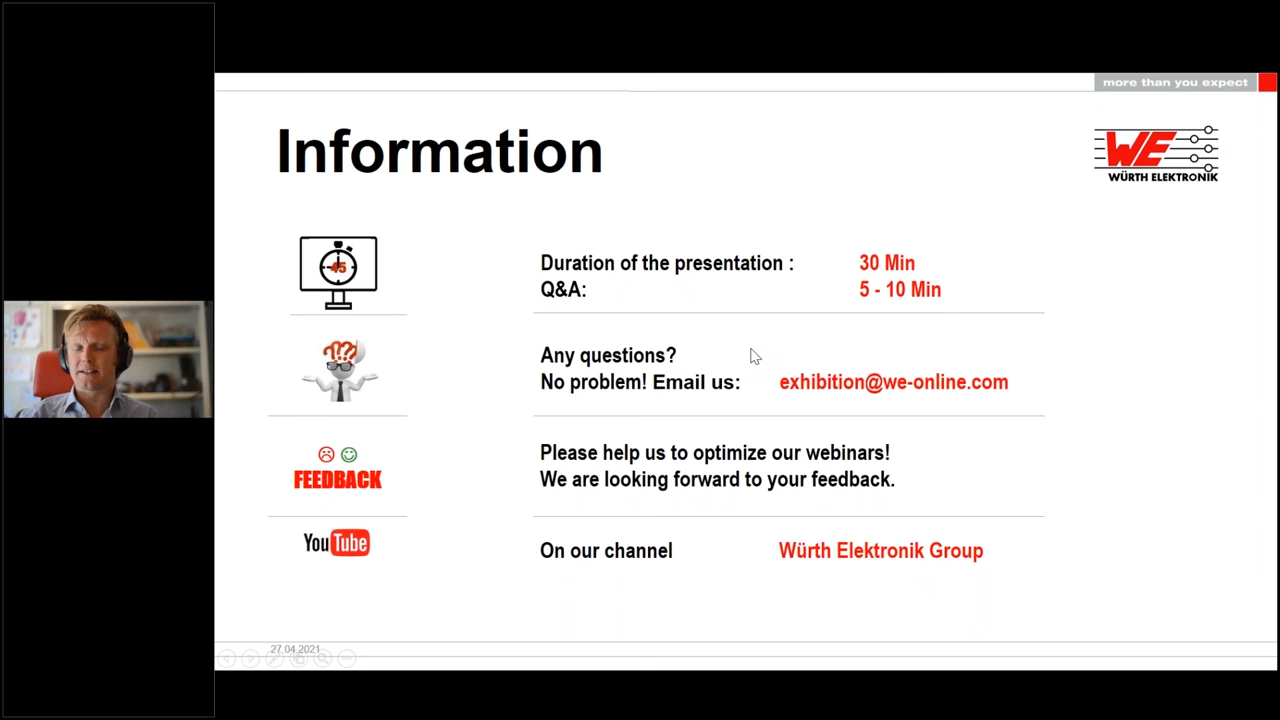 more than you expect
Information
WE
WÜRTH ELEKTRONIK
45
Duration of the presentation : 30 Min
Q&A: 5 - 10 Min
???
Any questions?
No problem! Email us: exhibition@we-online.com
FEEDBACK
Please help us to optimize our webinars!
We are looking forward to your feedback.
YouTube
On our channel Würth Elektronik Group
27.04.2021